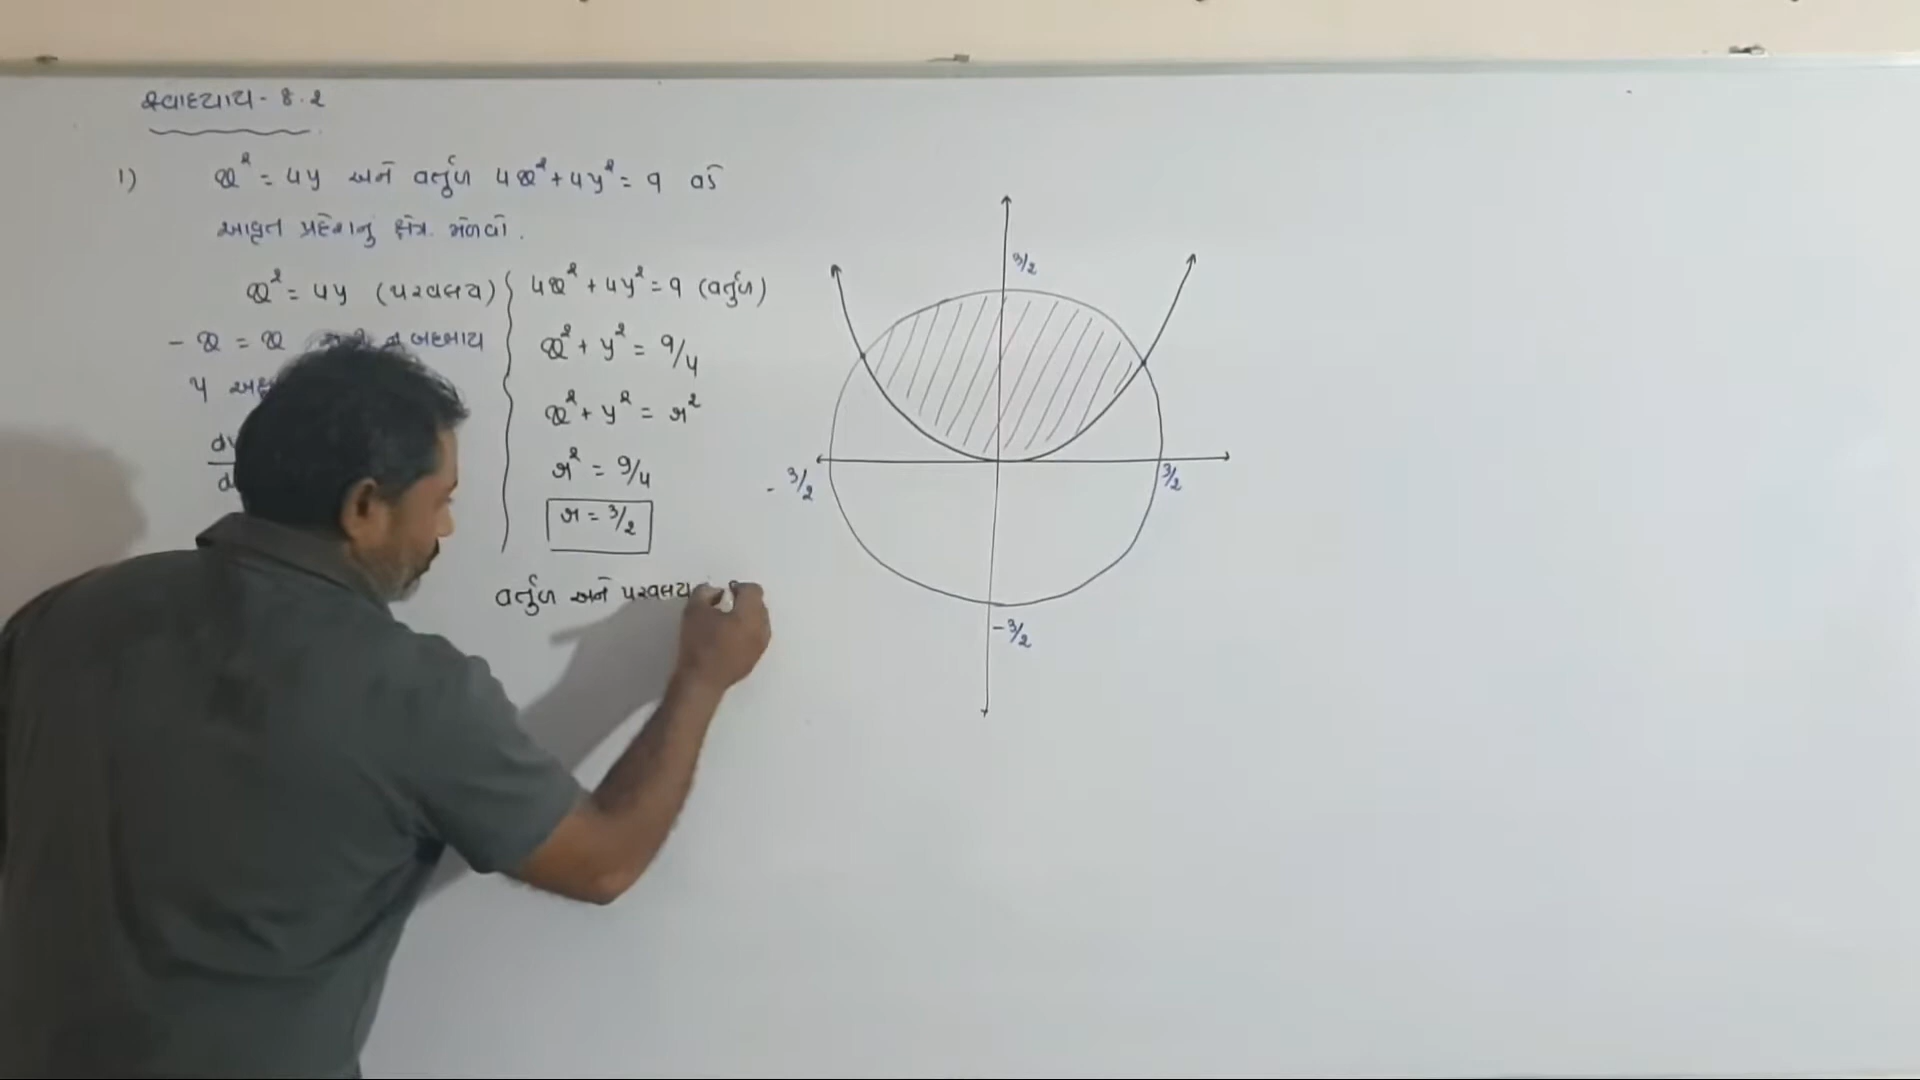 સ્વાધ્યાય - 8.2
1) x² = 4y અને વર્તુળ 4x² + 4y² = 9 વડે
આવૃત પ્રદેશનું ક્ષેત્ર. મેળવો.
x² = 4y (પરવલય)
- x = x ન બદલાય
y
dy
4x² + 4y² = 9 (વર્તુળ)
x² + y² = 9/4
x² + y² = r²
r² = 9/4
r = 3/2
વર્તુળ અને પરવલય
3/2
- 3/2
3/2
-3/2